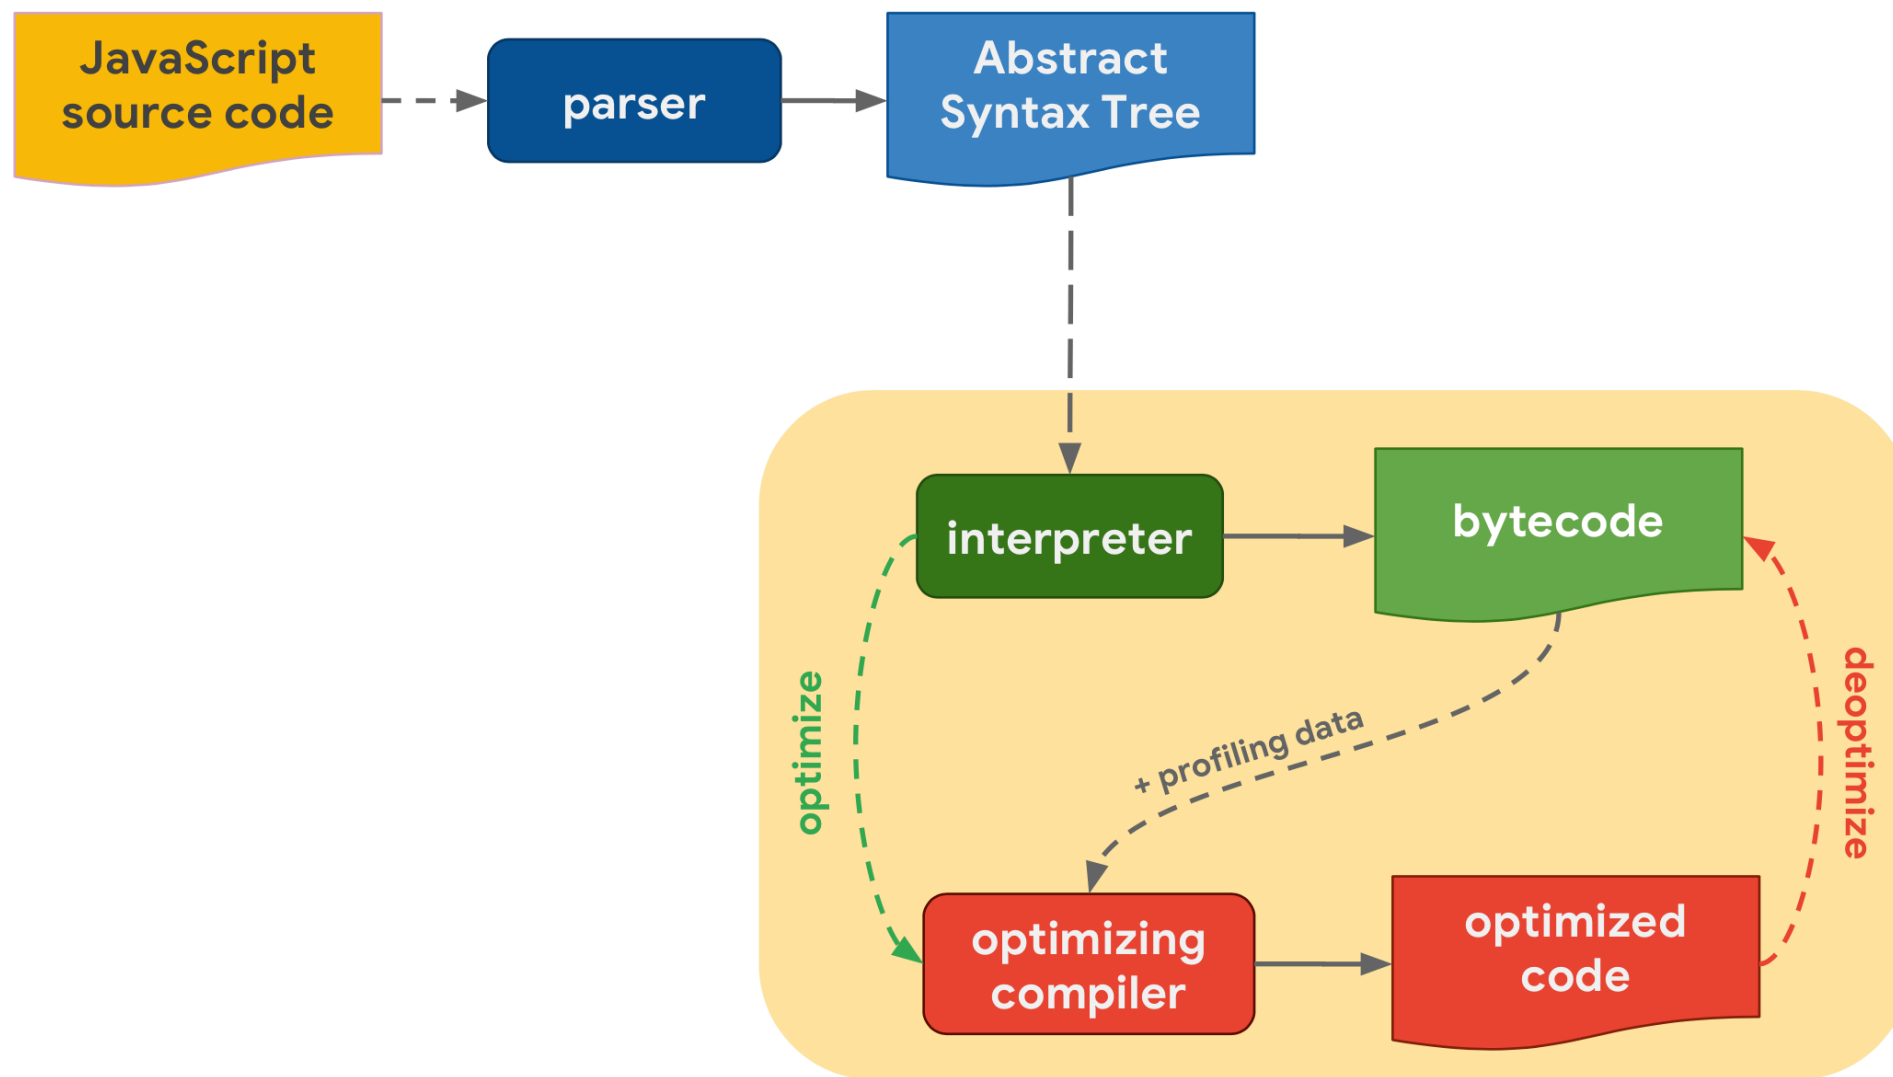 JavaScript
source code
parser
Abstract
Syntax Tree
interpreter
bytecode
optimize
+ profiling data
deoptimize
optimizing
compiler
optimized
code